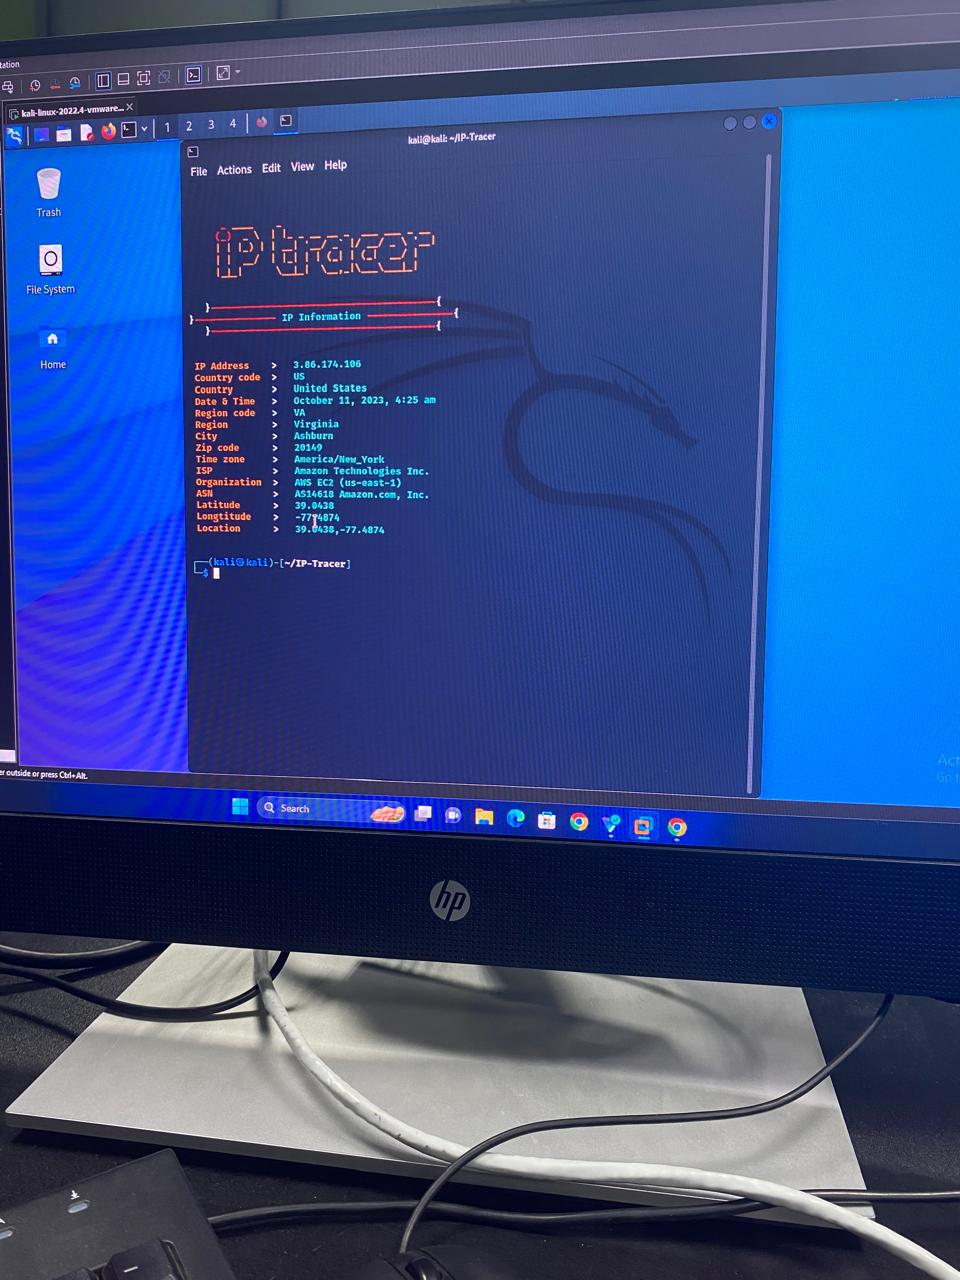 tation
kali-linux-2022.4-vmware...
1 2 3 4
kali@kali: ~/IP-Tracer
File Actions Edit View Help
Trash
File System
Home
iP tracer
IP Information
IP Address > 3.86.174.106
Country code > US
Country > United States
Date & Time > October 11, 2023, 4:25 am
Region code > VA
Region > Virginia
City > Ashburn
Zip code > 20149
Time zone > America/New_York
ISP > Amazon Technologies Inc.
Organization > AWS EC2 (us-east-1)
ASN > AS14618 Amazon.com, Inc.
Latitude > 39.0438
Longtitude > -77.4874
Location > 39.0438,-77.4874
(kali㉿kali)-[~/IP-Tracer]
$
er outside or press Ctrl+Alt.
Act
Go t
Search
hp